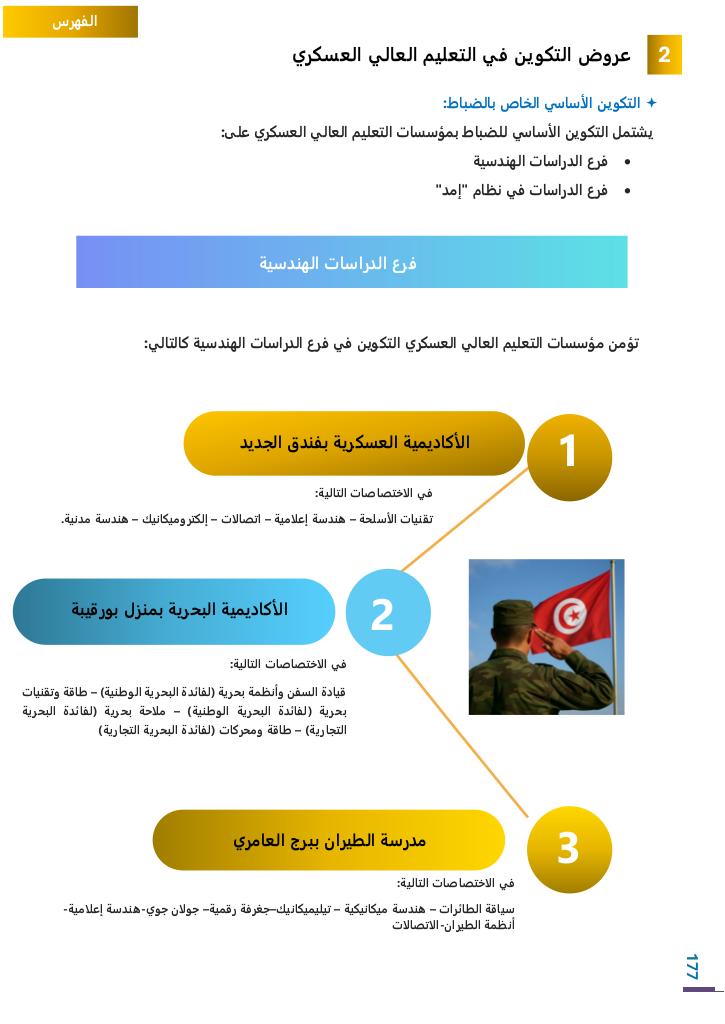 الفهرس
2
عروض التكوين في التعليم العالي العسكري
✦ التكوين الأساسي الخاص بالضباط:
يشتمل التكوين الأساسي للضباط بمؤسسات التعليم العالي العسكري على:
• فرع الدراسات الهندسية
• فرع الدراسات في نظام "إمد"
فرع الدراسات الهندسية
تؤمن مؤسسات التعليم العالي العسكري التكوين في فرع الدراسات الهندسية كالتالي:
1
الأكاديمية العسكرية بفندق الجديد
في الاختصاصات التالية:
تقنيات الأسلحة – هندسة إعلامية – اتصالات – إلكتروميكانيك – هندسة مدنية.
2
الأكاديمية البحرية بمنزل بورقيبة
في الاختصاصات التالية:
قيادة السفن وأنظمة بحرية (لفائدة البحرية الوطنية) – طاقة وتقنيات
بحرية (لفائدة البحرية الوطنية) – ملاحة بحرية (لفائدة البحرية
التجارية) – طاقة ومحركات (لفائدة البحرية التجارية)
3
مدرسة الطيران ببرج العامري
في الاختصاصات التالية:
سياقة الطائرات – هندسة ميكانيكية – تيليميكانيك–جغرفة رقمية– جولان جوي-هندسة إعلامية-
أنظمة الطيران-الاتصالات
177